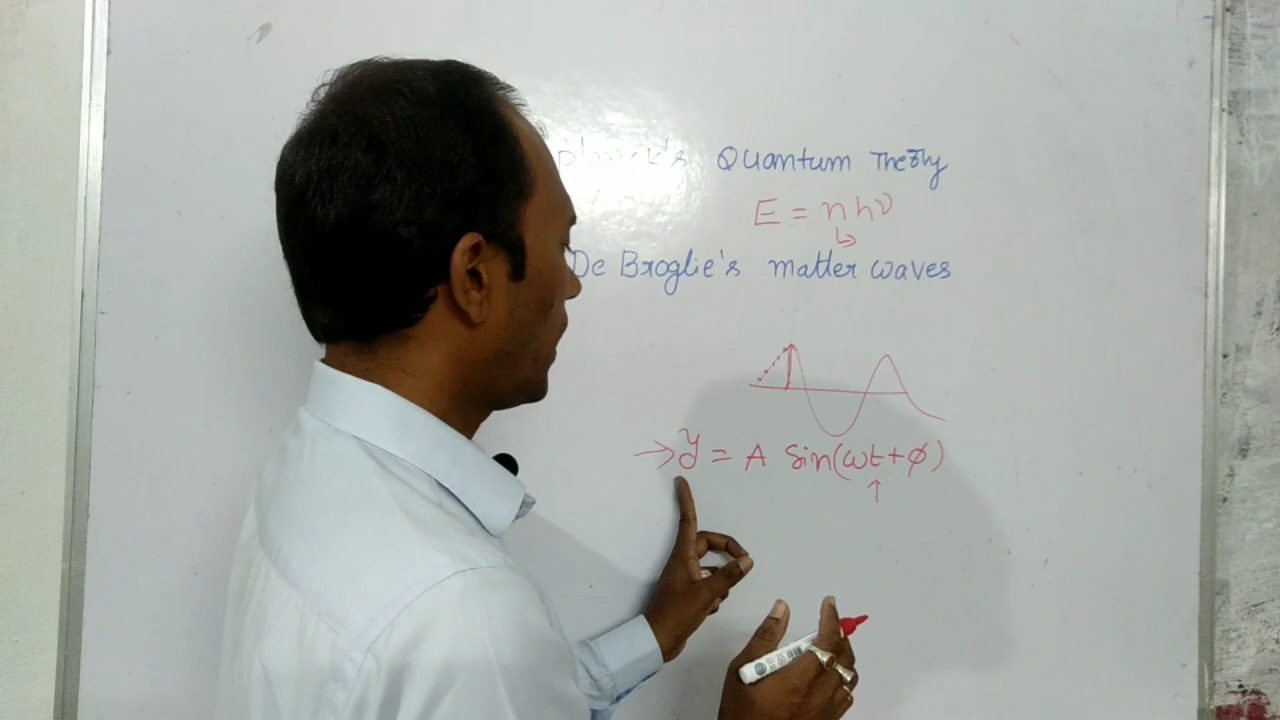 planck's Quantum Theory
E = nhν
↳
De Broglie's matter waves
→ y = A Sin(ωt+φ)
↑